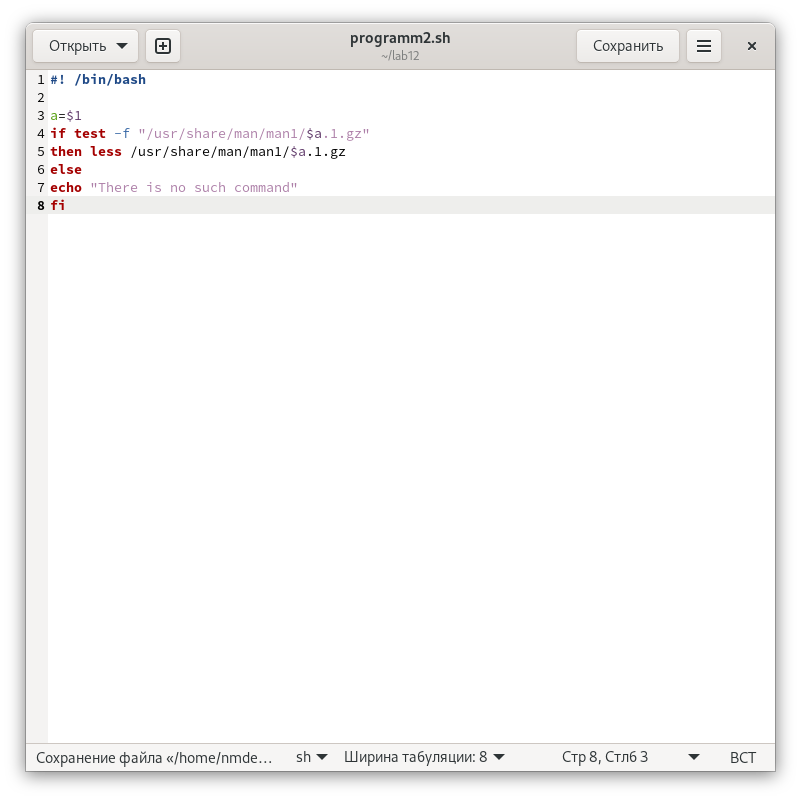 Открыть
programm2.sh
~/lab12
Сохранить
1 #! /bin/bash
2
3 a=$1
4 if test -f "/usr/share/man/man1/$a.1.gz"
5 then less /usr/share/man/man1/$a.1.gz
6 else
7 echo "There is no such command"
8 fi
Сохранение файла «/home/nmde… sh Ширина табуляции: 8 Стр 8, Стлб 3 ВСТ